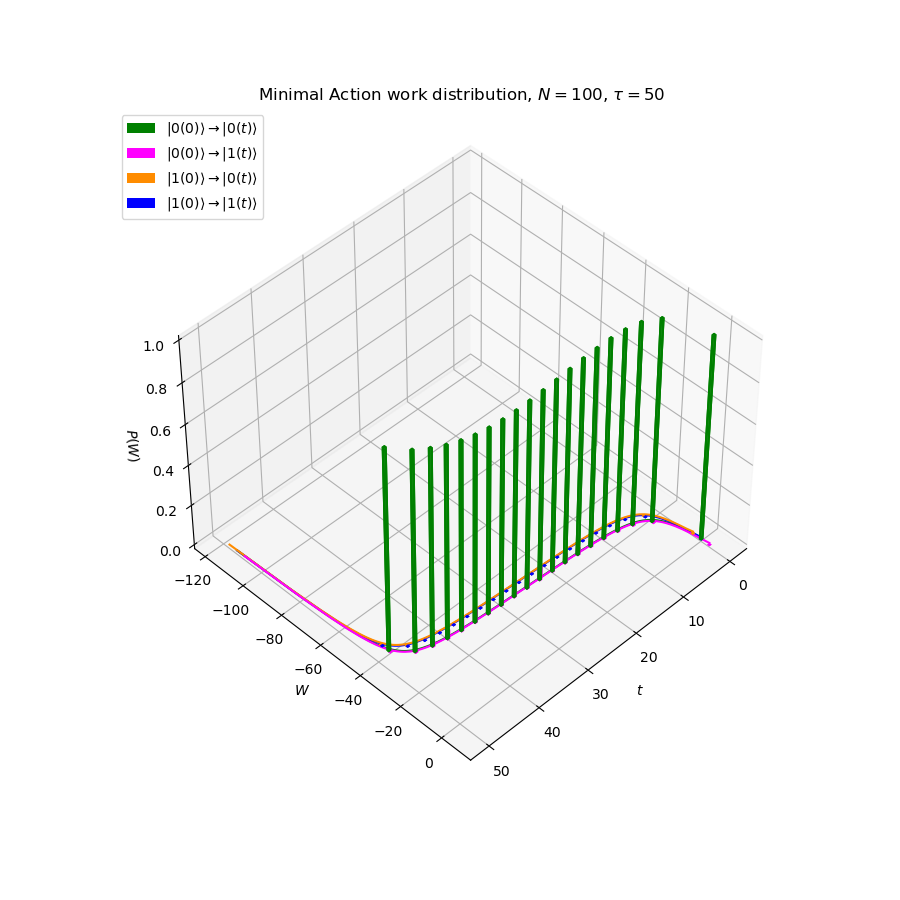 Minimal Action work distribution, $N = 100$, $\tau = 50$
|0(0)⟩ → |0(t)⟩
|0(0)⟩ → |1(t)⟩
|1(0)⟩ → |0(t)⟩
|1(0)⟩ → |1(t)⟩
1.0
0.8
0.6
0.4
0.2
0.0
P(W)
−120
−100
−80
−60
−40
−20
0
W
0
10
20
30
40
50
t